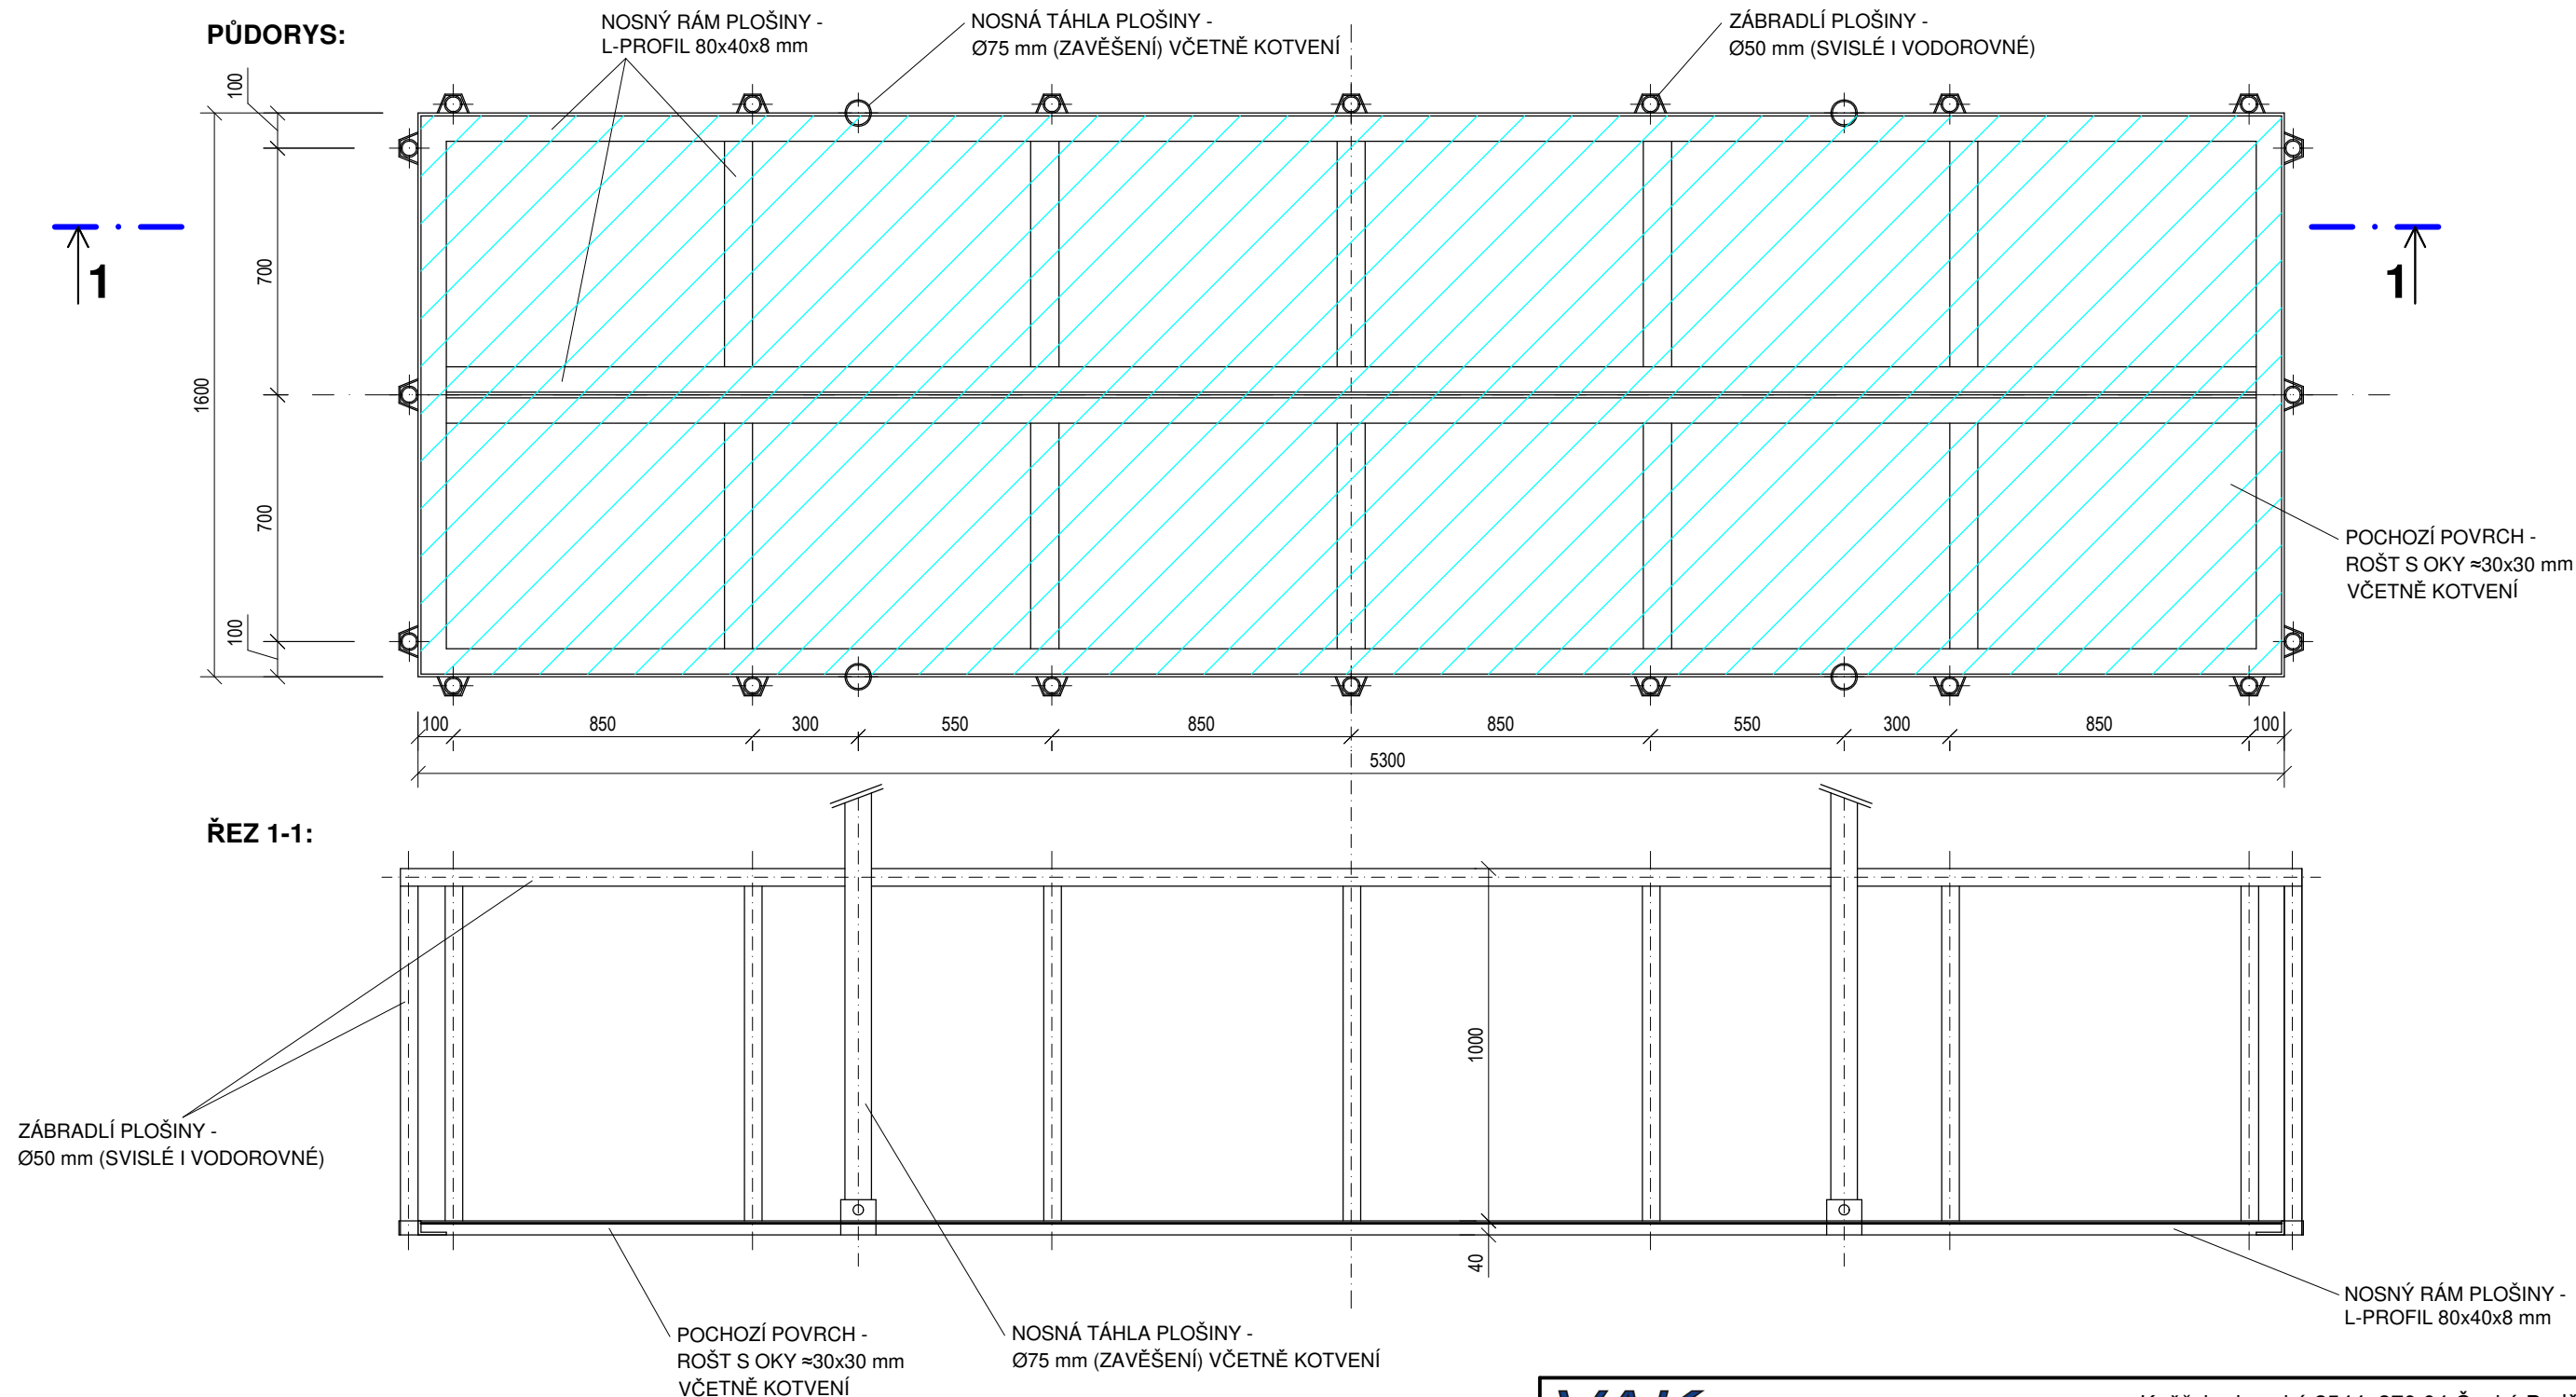 PŮDORYS:
NOSNÝ RÁM PLOŠINY -
L-PROFIL 80x40x8 mm
NOSNÁ TÁHLA PLOŠINY -
Ø75 mm (ZAVĚŠENÍ) VČETNĚ KOTVENÍ
ZÁBRADLÍ PLOŠINY -
Ø50 mm (SVISLÉ I VODOROVNÉ)
100
700
1600
700
100
1
1
POCHOZÍ POVRCH -
ROŠT S OKY ≈30x30 mm
VČETNĚ KOTVENÍ
100 850 300 550 850 850 550 300 850 100
5300
ŘEZ 1-1:
1000
40
ZÁBRADLÍ PLOŠINY -
Ø50 mm (SVISLÉ I VODOROVNÉ)
POCHOZÍ POVRCH -
ROŠT S OKY ≈30x30 mm
VČETNĚ KOTVENÍ
NOSNÁ TÁHLA PLOŠINY -
Ø75 mm (ZAVĚŠENÍ) VČETNĚ KOTVENÍ
NOSNÝ RÁM PLOŠINY -
L-PROFIL 80x40x8 mm